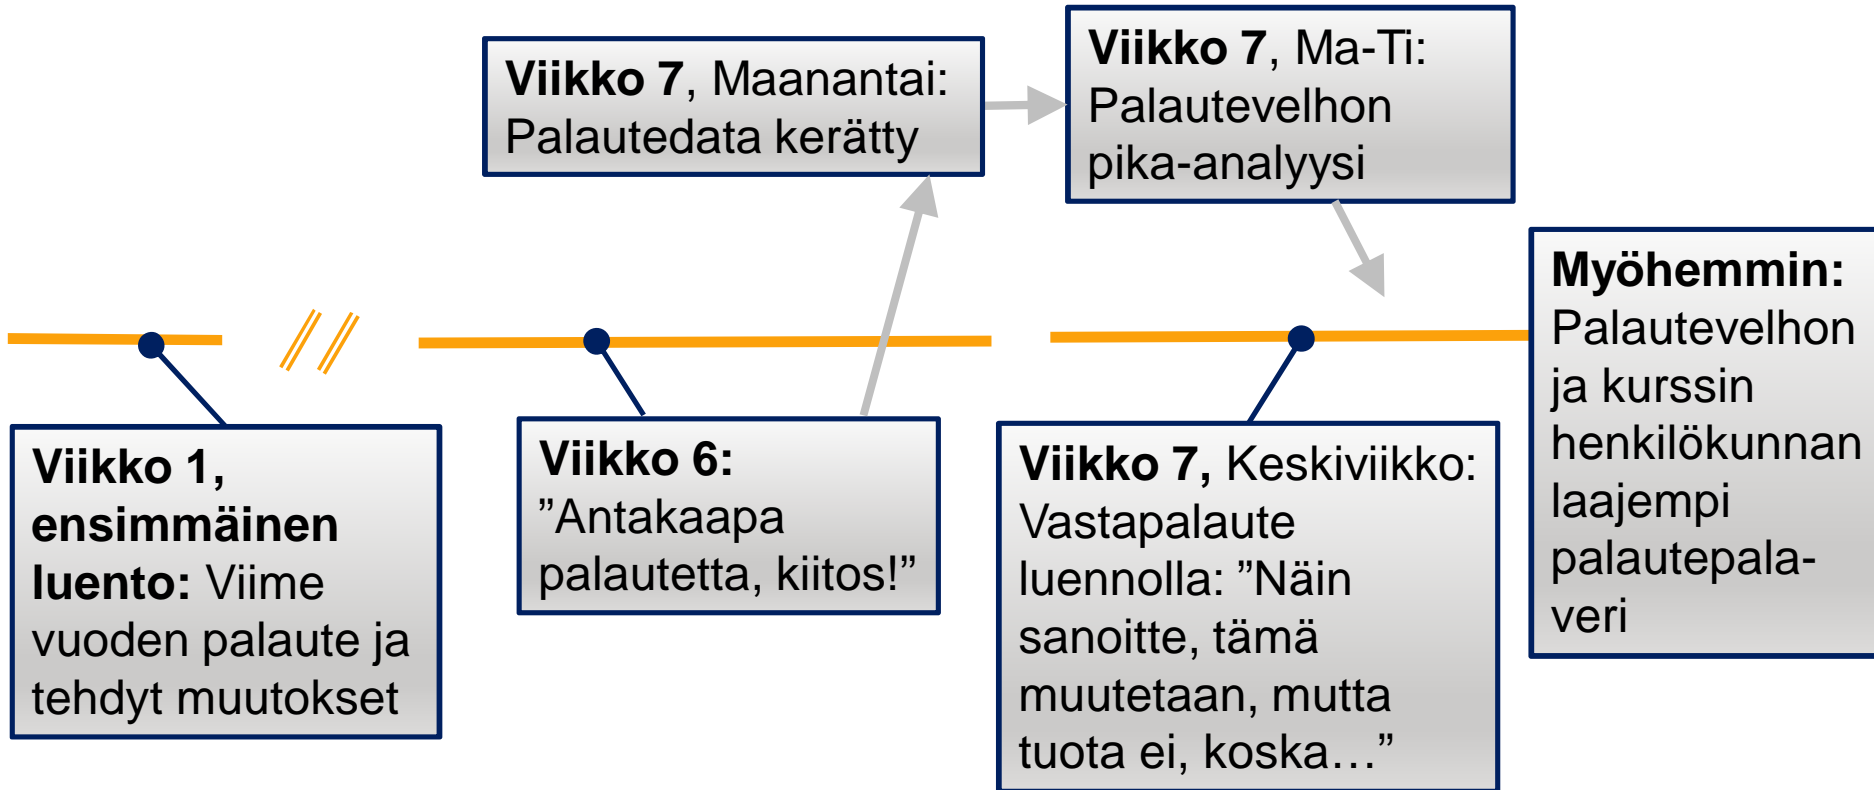 Viikko 7, Maanantai:
Palautedata kerätty
Viikko 7, Ma-Ti:
Palautevelhon
pika-analyysi
Viikko 1,
ensimmäinen
luento: Viime
vuoden palaute ja
tehdyt muutokset
Viikko 6:
”Antakaapa
palautetta, kiitos!”
Viikko 7, Keskiviikko:
Vastapalaute
luennolla: ”Näin
sanoitte, tämä
muutetaan, mutta
tuota ei, koska…”
Myöhemmin:
Palautevelhon
ja kurssin
henkilökunnan
laajempi
palautepala-
veri